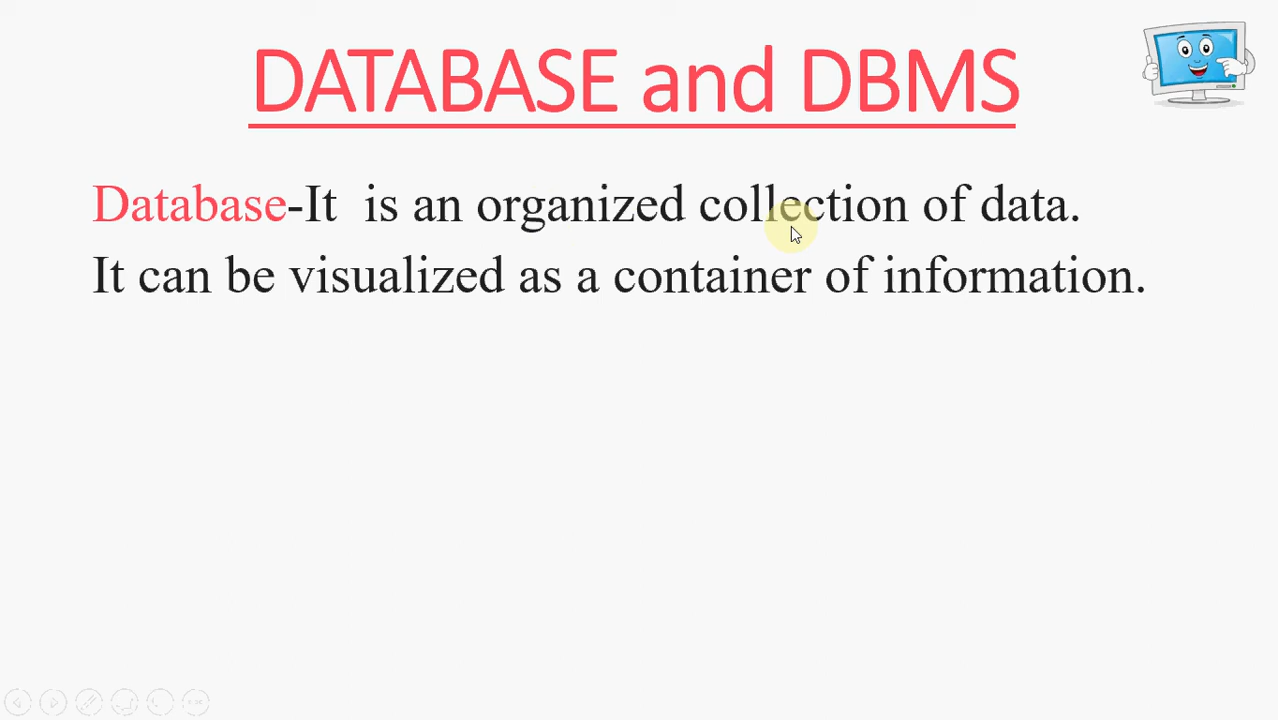 DATABASE and DBMS
Database-It  is an organized collection of data.
It can be visualized as a container of information.